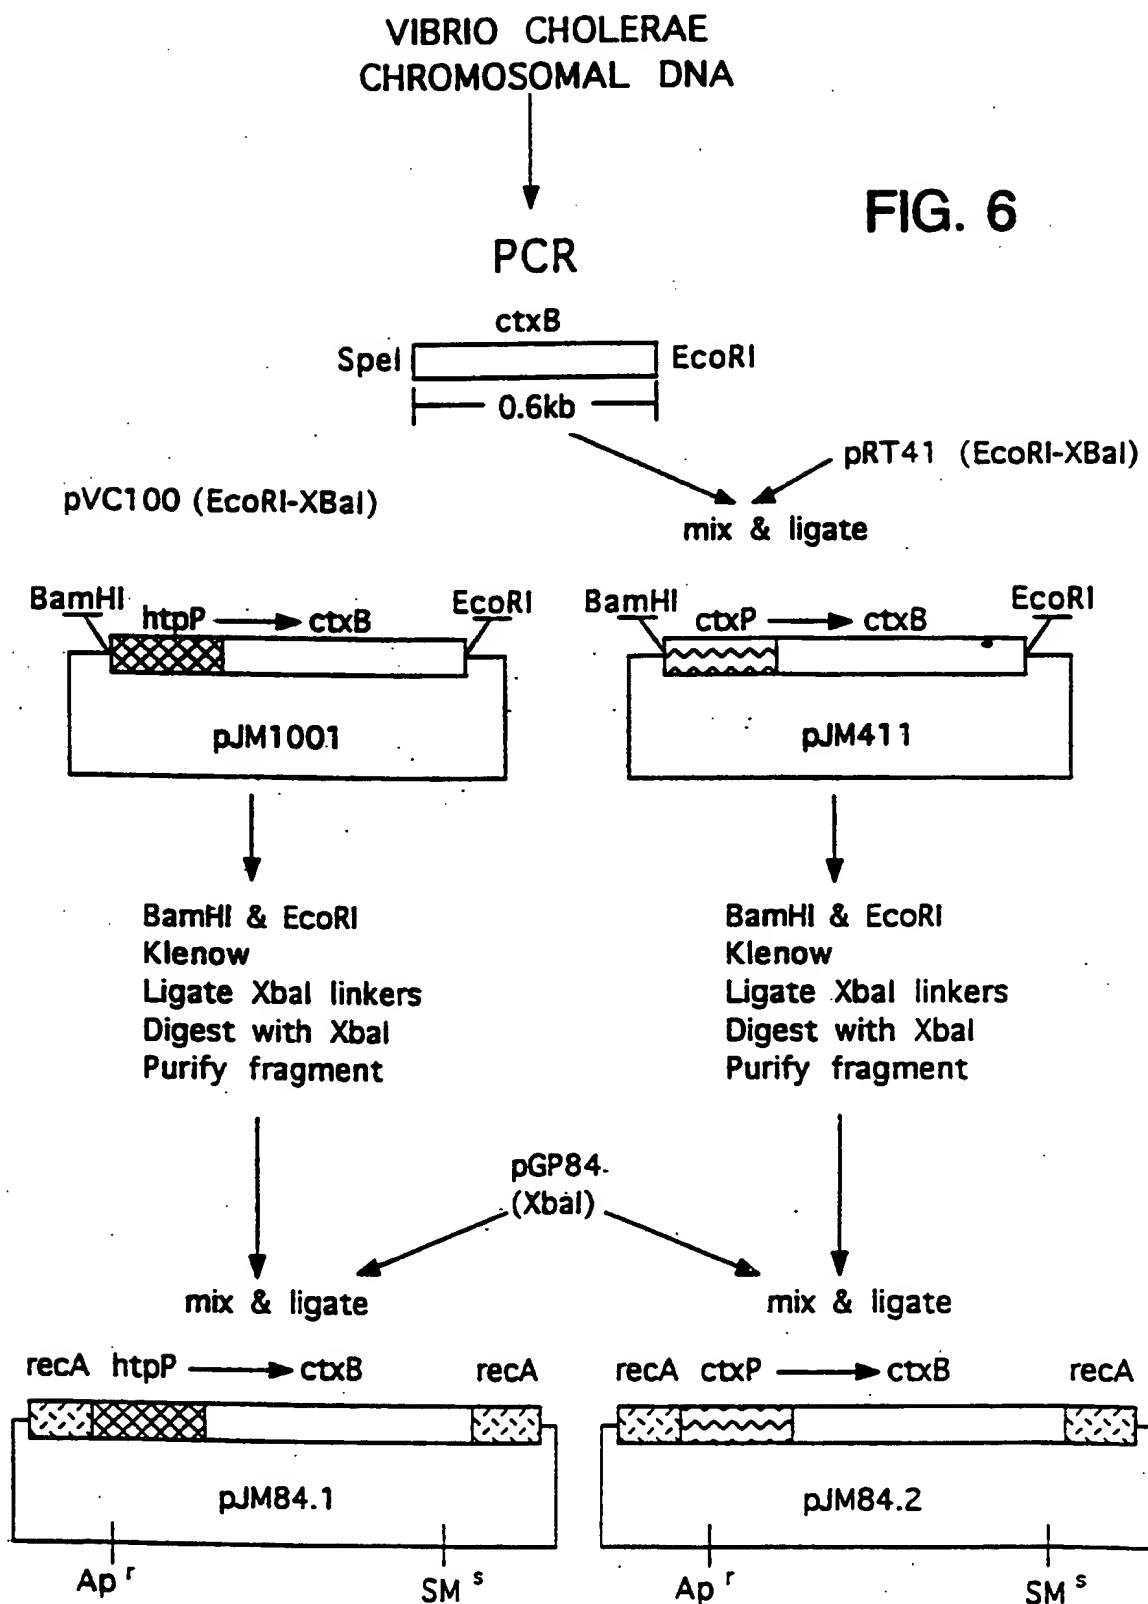 VIBRIO CHOLERAE
CHROMOSOMAL DNA
FIG. 6
PCR
ctxB
SpeI
EcoRI
0.6kb
pRT41 (EcoRI-XBaI)
pVC100 (EcoRI-XBaI)
mix & ligate
BamHI
htpP
ctxB
EcoRI
pJM1001
BamHI
ctxP
ctxB
EcoRI
pJM411
BamHI & EcoRI
Klenow
Ligate XbaI linkers
Digest with XbaI
Purify fragment
BamHI & EcoRI
Klenow
Ligate XbaI linkers
Digest with XbaI
Purify fragment
pGP84
(XbaI)
mix & ligate
mix & ligate
recA htpP ctxB recA
recA ctxP ctxB recA
pJM84.1
pJM84.2
Ap r
SM s
Ap r
SM s